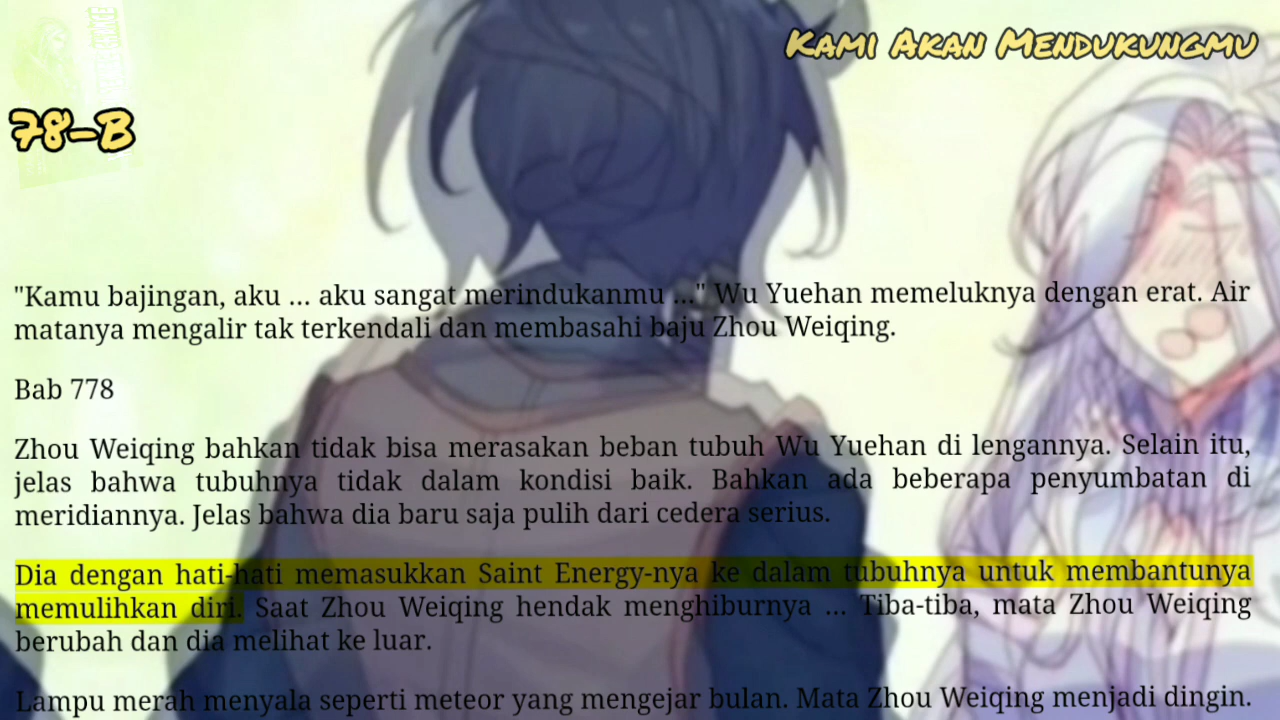 Kami Akan Mendukungmu
78-B
"Kamu bajingan, aku ... aku sangat merindukanmu ..." Wu Yuehan memeluknya dengan erat. Air
matanya mengalir tak terkendali dan membasahi baju Zhou Weiqing.
Bab 778
Zhou Weiqing bahkan tidak bisa merasakan beban tubuh Wu Yuehan di lengannya. Selain itu,
jelas bahwa tubuhnya tidak dalam kondisi baik. Bahkan ada beberapa penyumbatan di
meridiannya. Jelas bahwa dia baru saja pulih dari cedera serius.
Dia dengan hati-hati memasukkan Saint Energy-nya ke dalam tubuhnya untuk membantunya
memulihkan diri. Saat Zhou Weiqing hendak menghiburnya ... Tiba-tiba, mata Zhou Weiqing
berubah dan dia melihat ke luar.
Lampu merah menyala seperti meteor yang mengejar bulan. Mata Zhou Weiqing menjadi dingin.